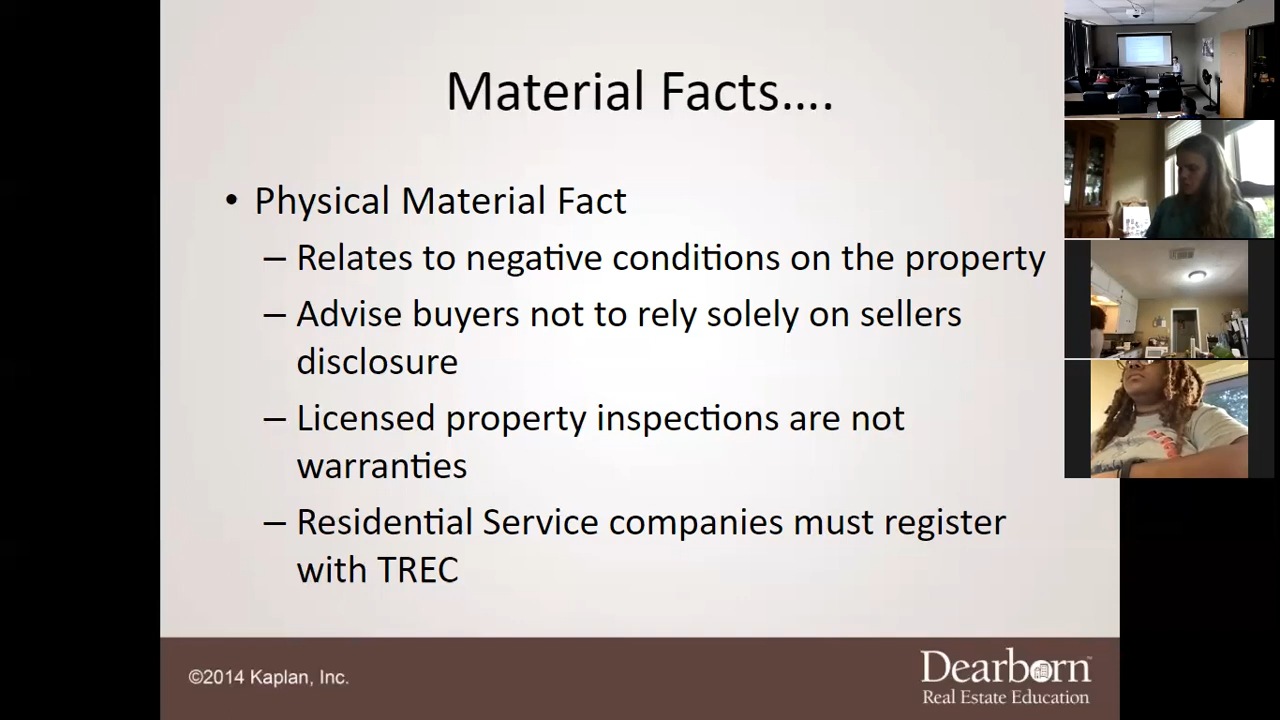 Material Facts....
• Physical Material Fact
– Relates to negative conditions on the property
– Advise buyers not to rely solely on sellers
disclosure
– Licensed property inspections are not
warranties
– Residential Service companies must register
with TREC
©2014 Kaplan, Inc.
Dearborn™
Real Estate Education